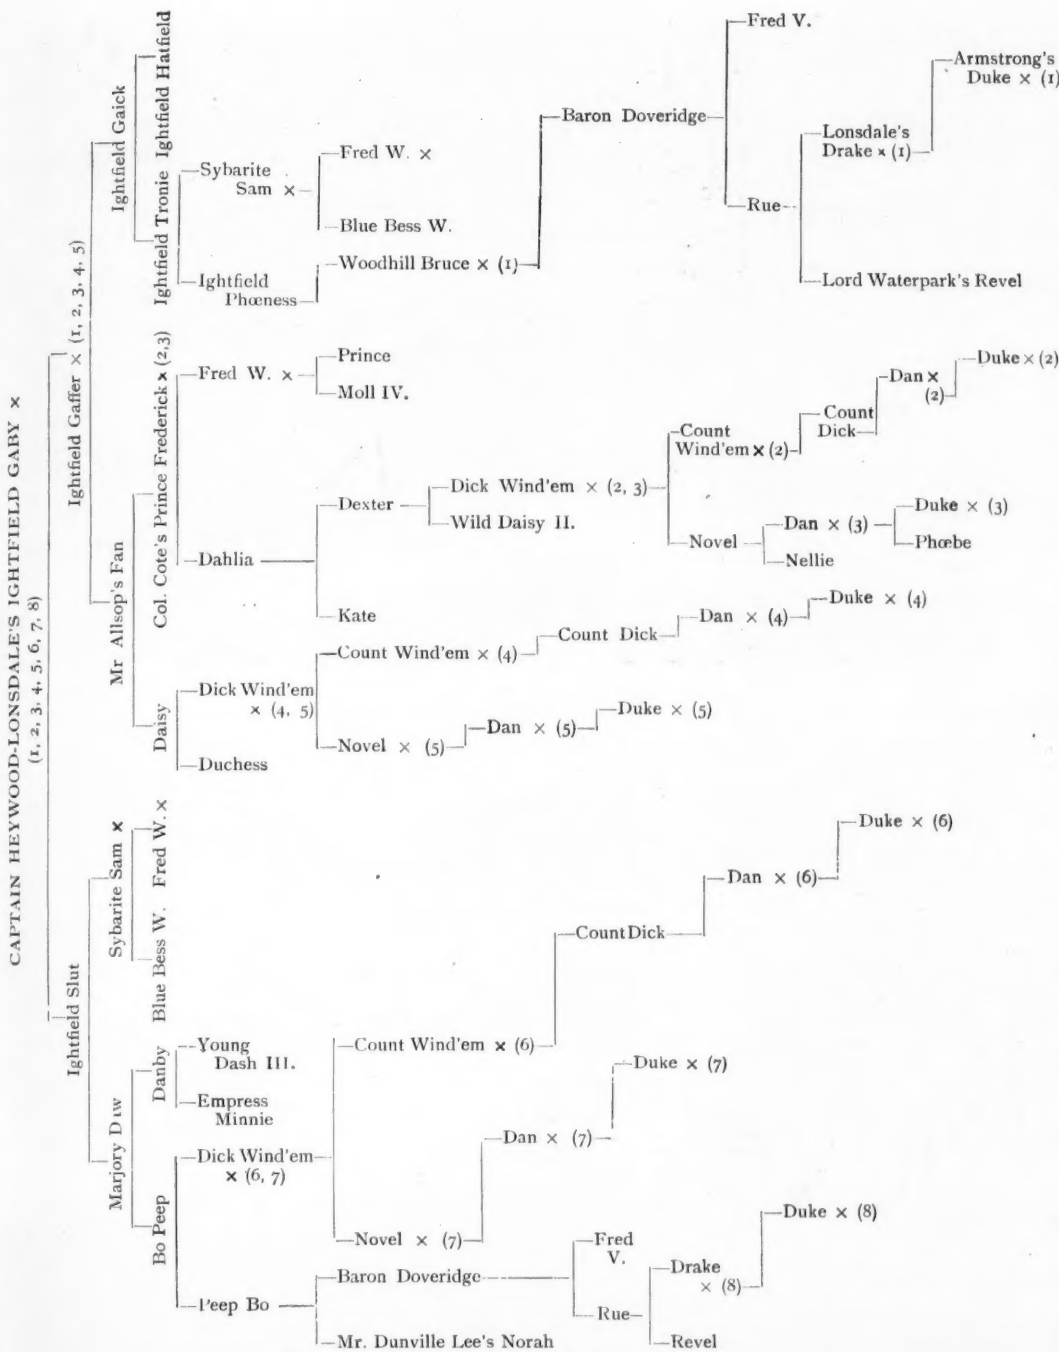 CAPTAIN HEYWOOD-LONSDALE'S IGHTFIELD GABY ×
(1, 2, 3, 4, 5, 6, 7, 8)
Ightfield Gaffer × (1, 2, 3, 4, 5)
Ightfield Gaick
Ightfield Hatfield
Ightfield Tronie
Sybarite
Sam ×
Fred W. ×
Blue Bess W.
Ightfield
Phœness
Woodhill Bruce × (1)
Baron Doveridge
Fred V.
Rue
Lonsdale's
Drake × (1)
Armstrong's
Duke × (1)
Lord Waterpark's Revel
Mr Allsop's Fan
Col. Cote's Prince Frederick × (2,3)
Fred W. ×
Prince
Moll IV.
Dahlia
Dexter
Dick Wind'em × (2, 3)
Count
Wind'em × (2)
Count
Dick
Dan ×
(2)
Duke × (2)
Novel
Dan × (3)
Duke × (3)
Phœbe
Nellie
Wild Daisy II.
Kate
Daisy
Dick Wind'em
× (4, 5)
Count Wind'em × (4)
Count Dick
Dan × (4)
Duke × (4)
Novel × (5)
Dan × (5)
Duke × (5)
Duchess
Ightfield Slut
Sybarite Sam ×
Fred W. ×
Blue Bess W.
Marjory Daw
Danby
Young
Dash III.
Empress
Minnie
Bo Peep
Dick Wind'em
× (6, 7)
Count Wind'em × (6)
Count Dick
Dan × (6)
Duke × (6)
Novel × (7)
Dan × (7)
Duke × (7)
Peep Bo
Baron Doveridge
Fred
V.
Rue
Drake
× (8)
Duke × (8)
Revel
Mr. Dunville Lee's Norah